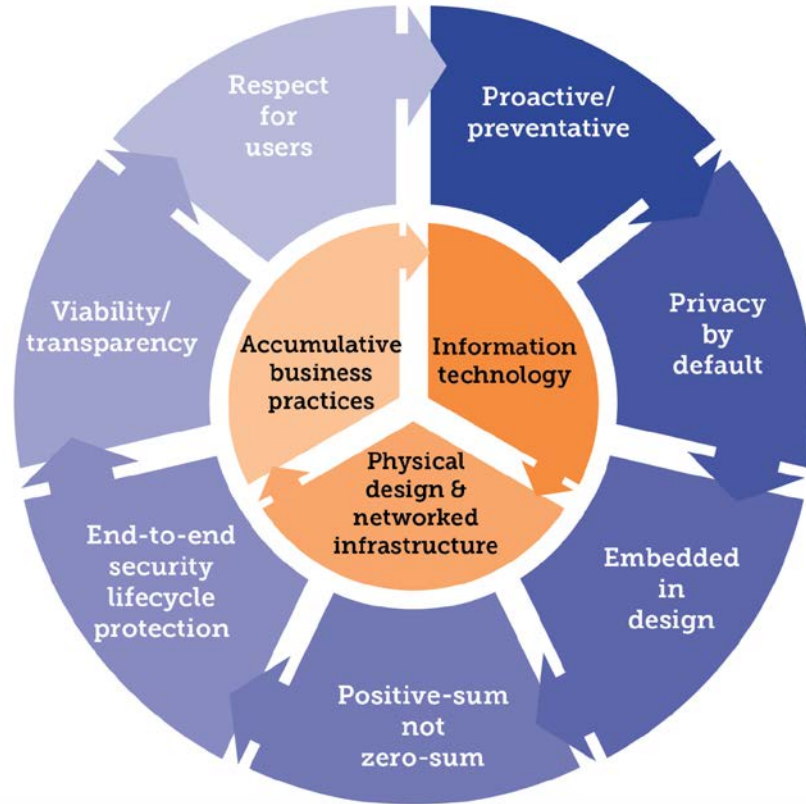 Respect
for
users
Proactive/
preventative
Viability/
transparency
Privacy
by
default
Accumulative
business
practices
Information
technology
Physical
design &
networked
infrastructure
End-to-end
security
lifecycle
protection
Embedded
in
design
Positive-sum
not
zero-sum